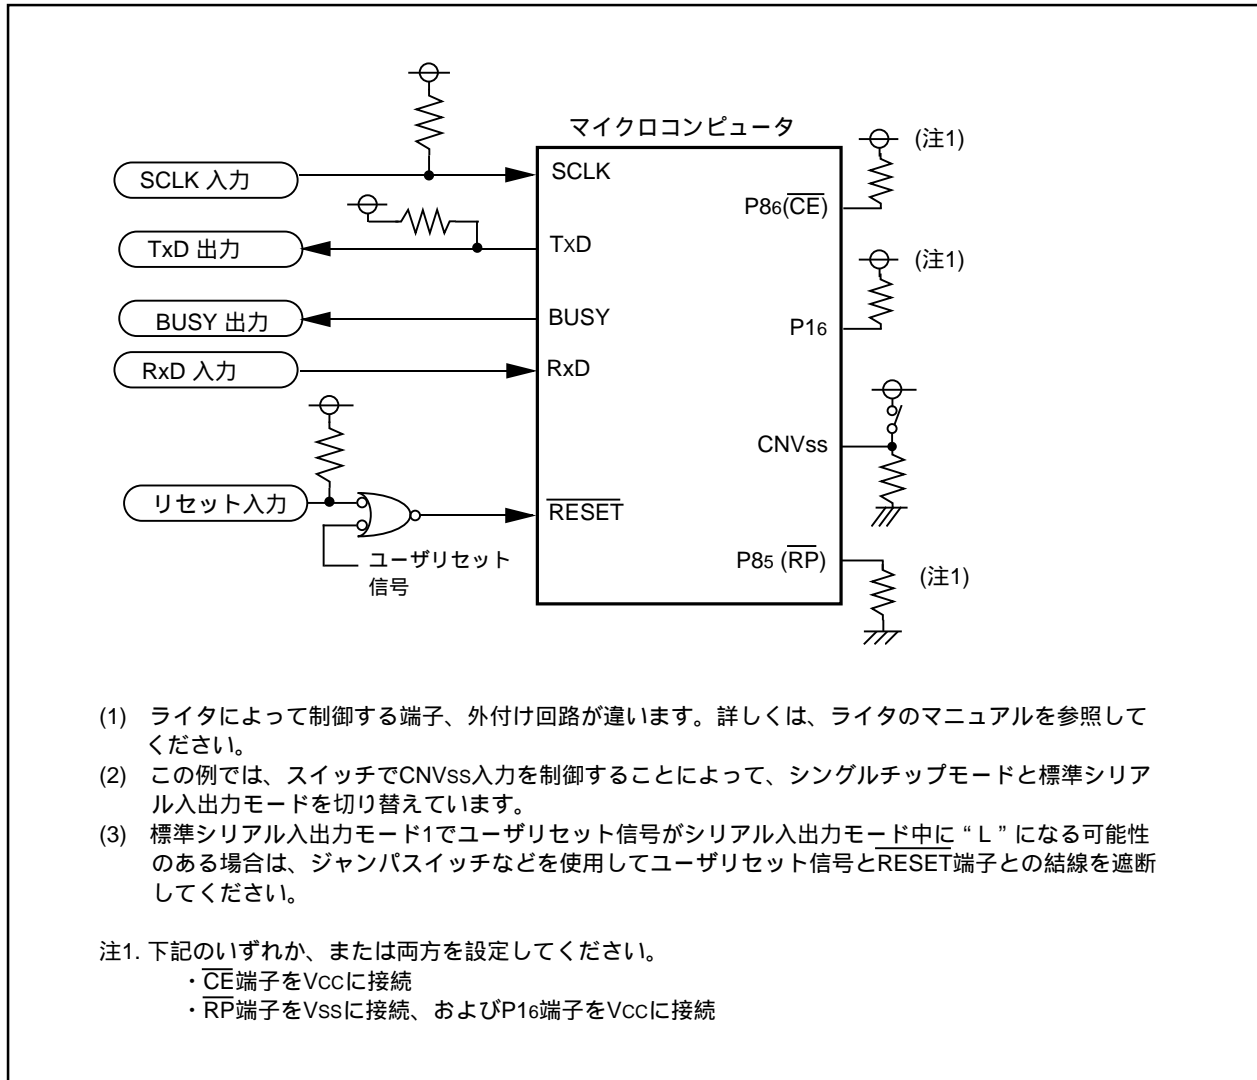 マイクロコンピュータ
SCLK 入力
SCLK
TxD 出力
TxD
BUSY 出力
BUSY
RxD 入力
RxD
リセット入力
RESET
ユーザリセット
信号
P86(CE)
(注1)
P16
(注1)
CNVss
P85 (RP)
(注1)
(1) ライタによって制御する端子、外付け回路が違います。詳しくは、ライタのマニュアルを参照して
ください。
(2) この例では、スイッチでCNVss入力を制御することによって、シングルチップモードと標準シリア
ル入出力モードを切り替えています。
(3) 標準シリアル入出力モード1でユーザリセット信号がシリアル入出力モード中に “ L ” になる可能性
のある場合は、ジャンパスイッチなどを使用してユーザリセット信号とRESET端子との結線を遮断
してください。
注1. 下記のいずれか、または両方を設定してください。
・CE端子をVccに接続
・RP端子をVssに接続、およびP16端子をVccに接続